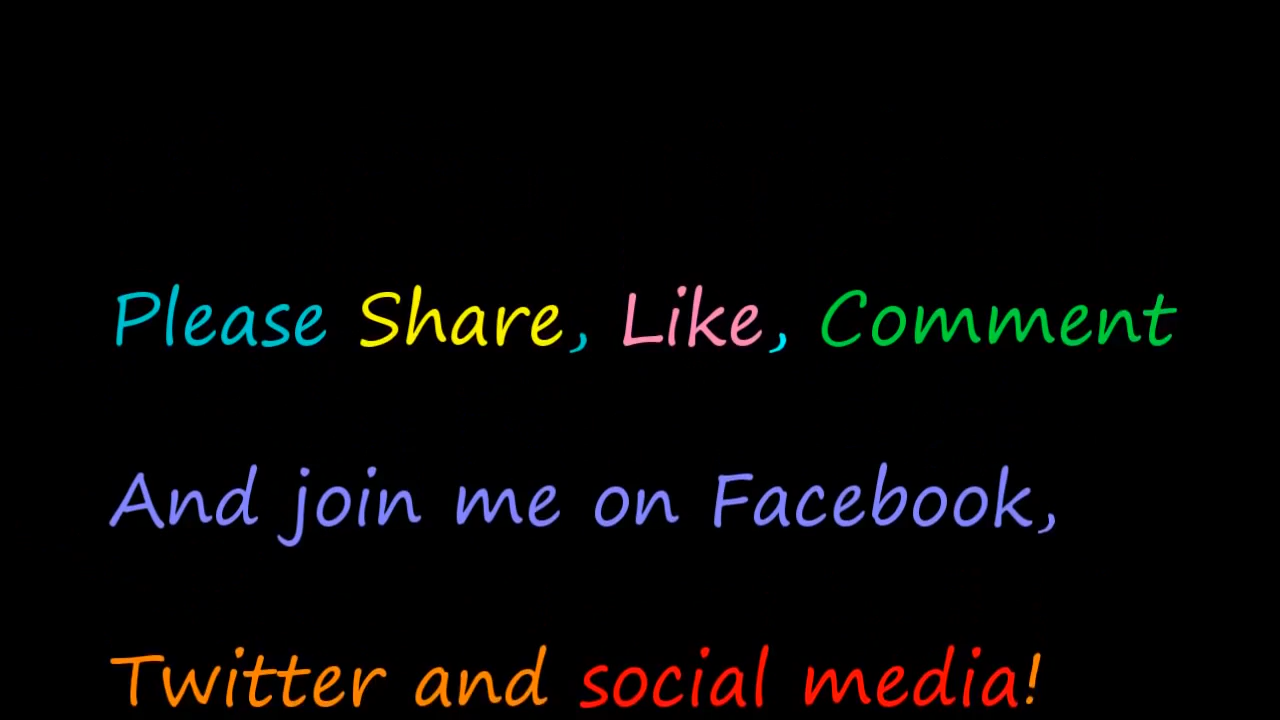 Please Share, Like, Comment
And join me on Facebook,
Twitter and social media!